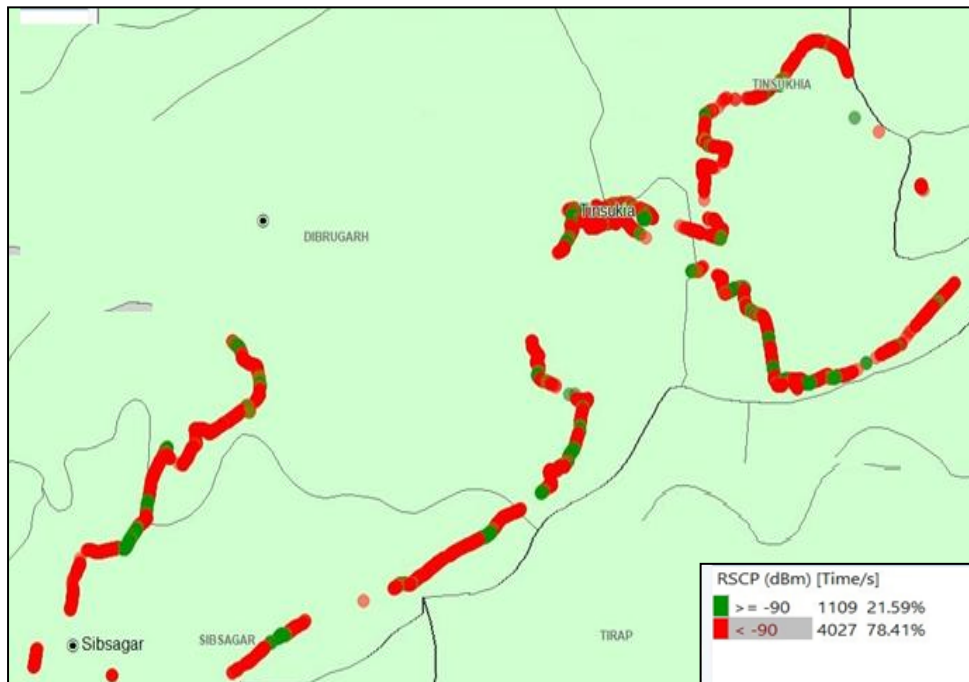 TINSUKHIA
Tinsukia
DIBRUGARH
Sibsagar
SIBSAGAR
TIRAP
RSCP (dBm) [Time/s]
>= -90 1109 21.59%
< -90 4027 78.41%